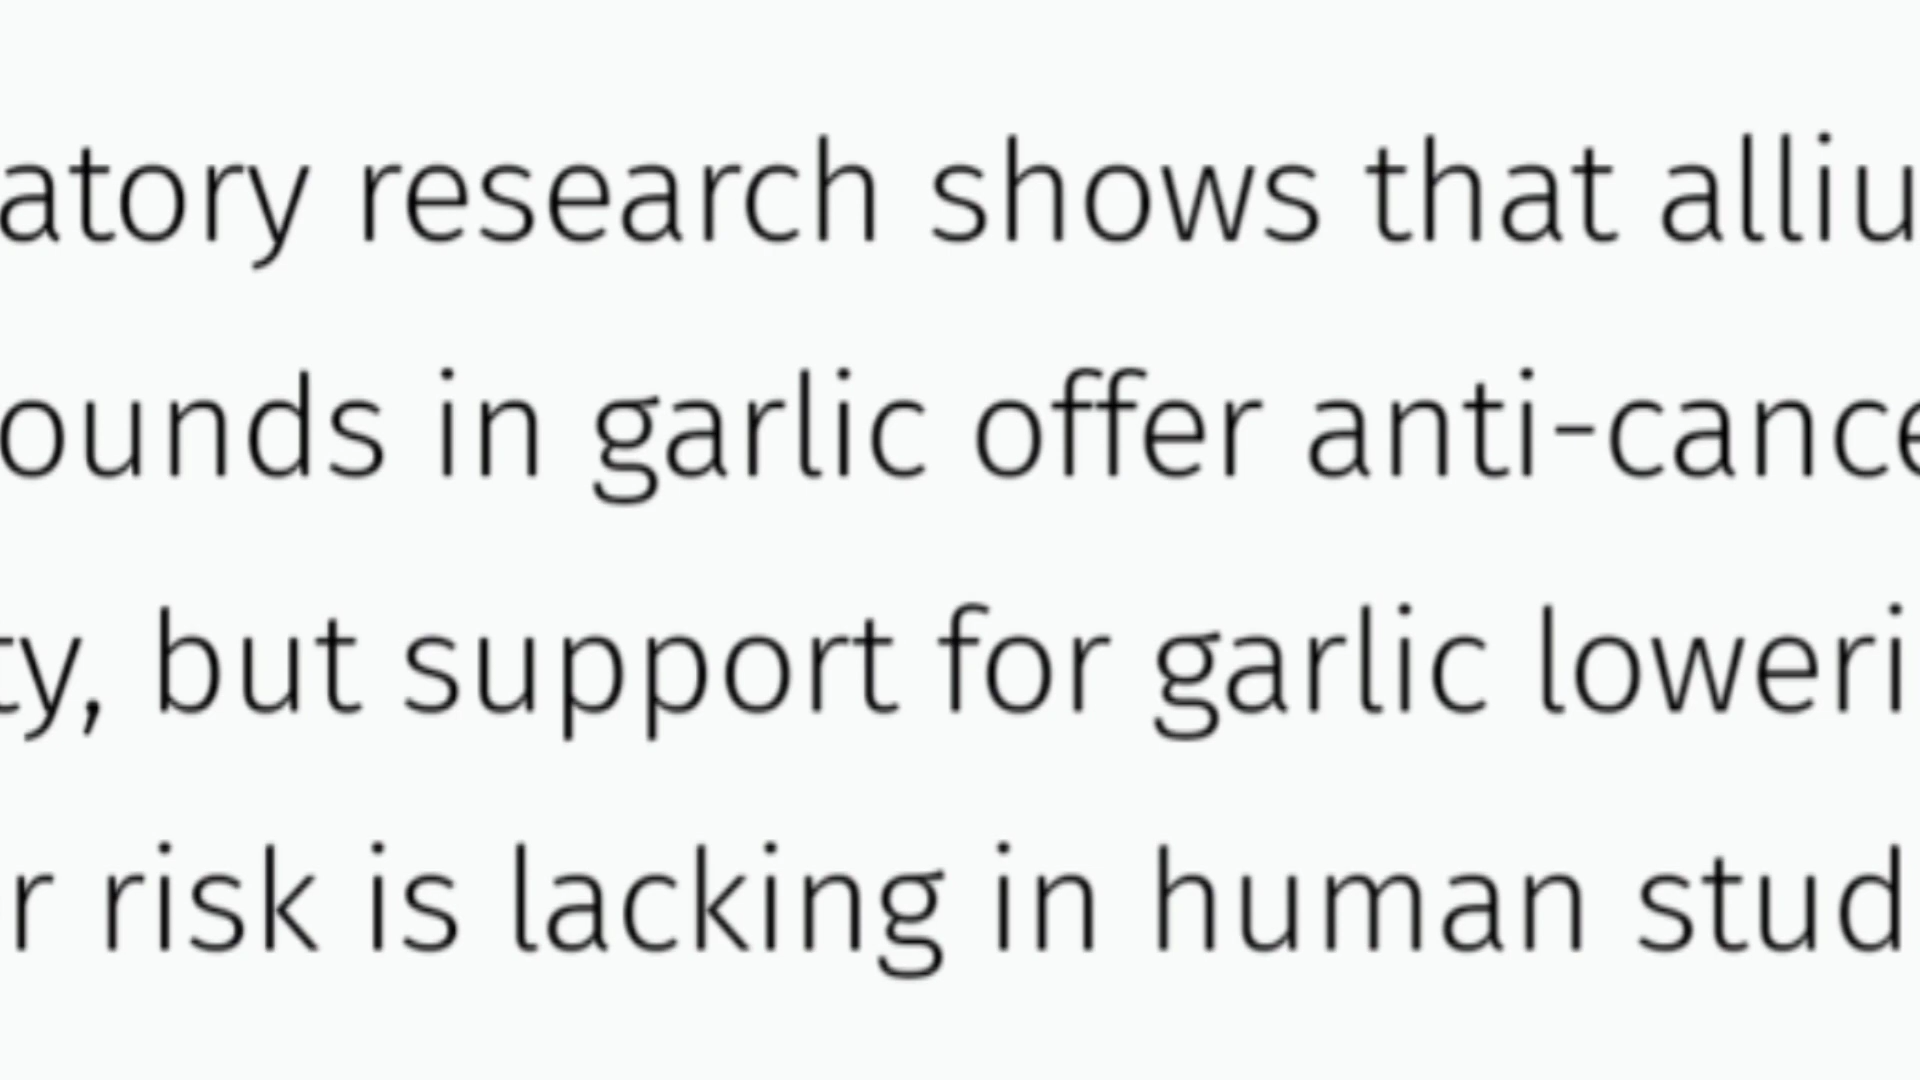 atory research shows that alliu
ounds in garlic offer anti-cance
ty, but support for garlic loweri
r risk is lacking in human stud